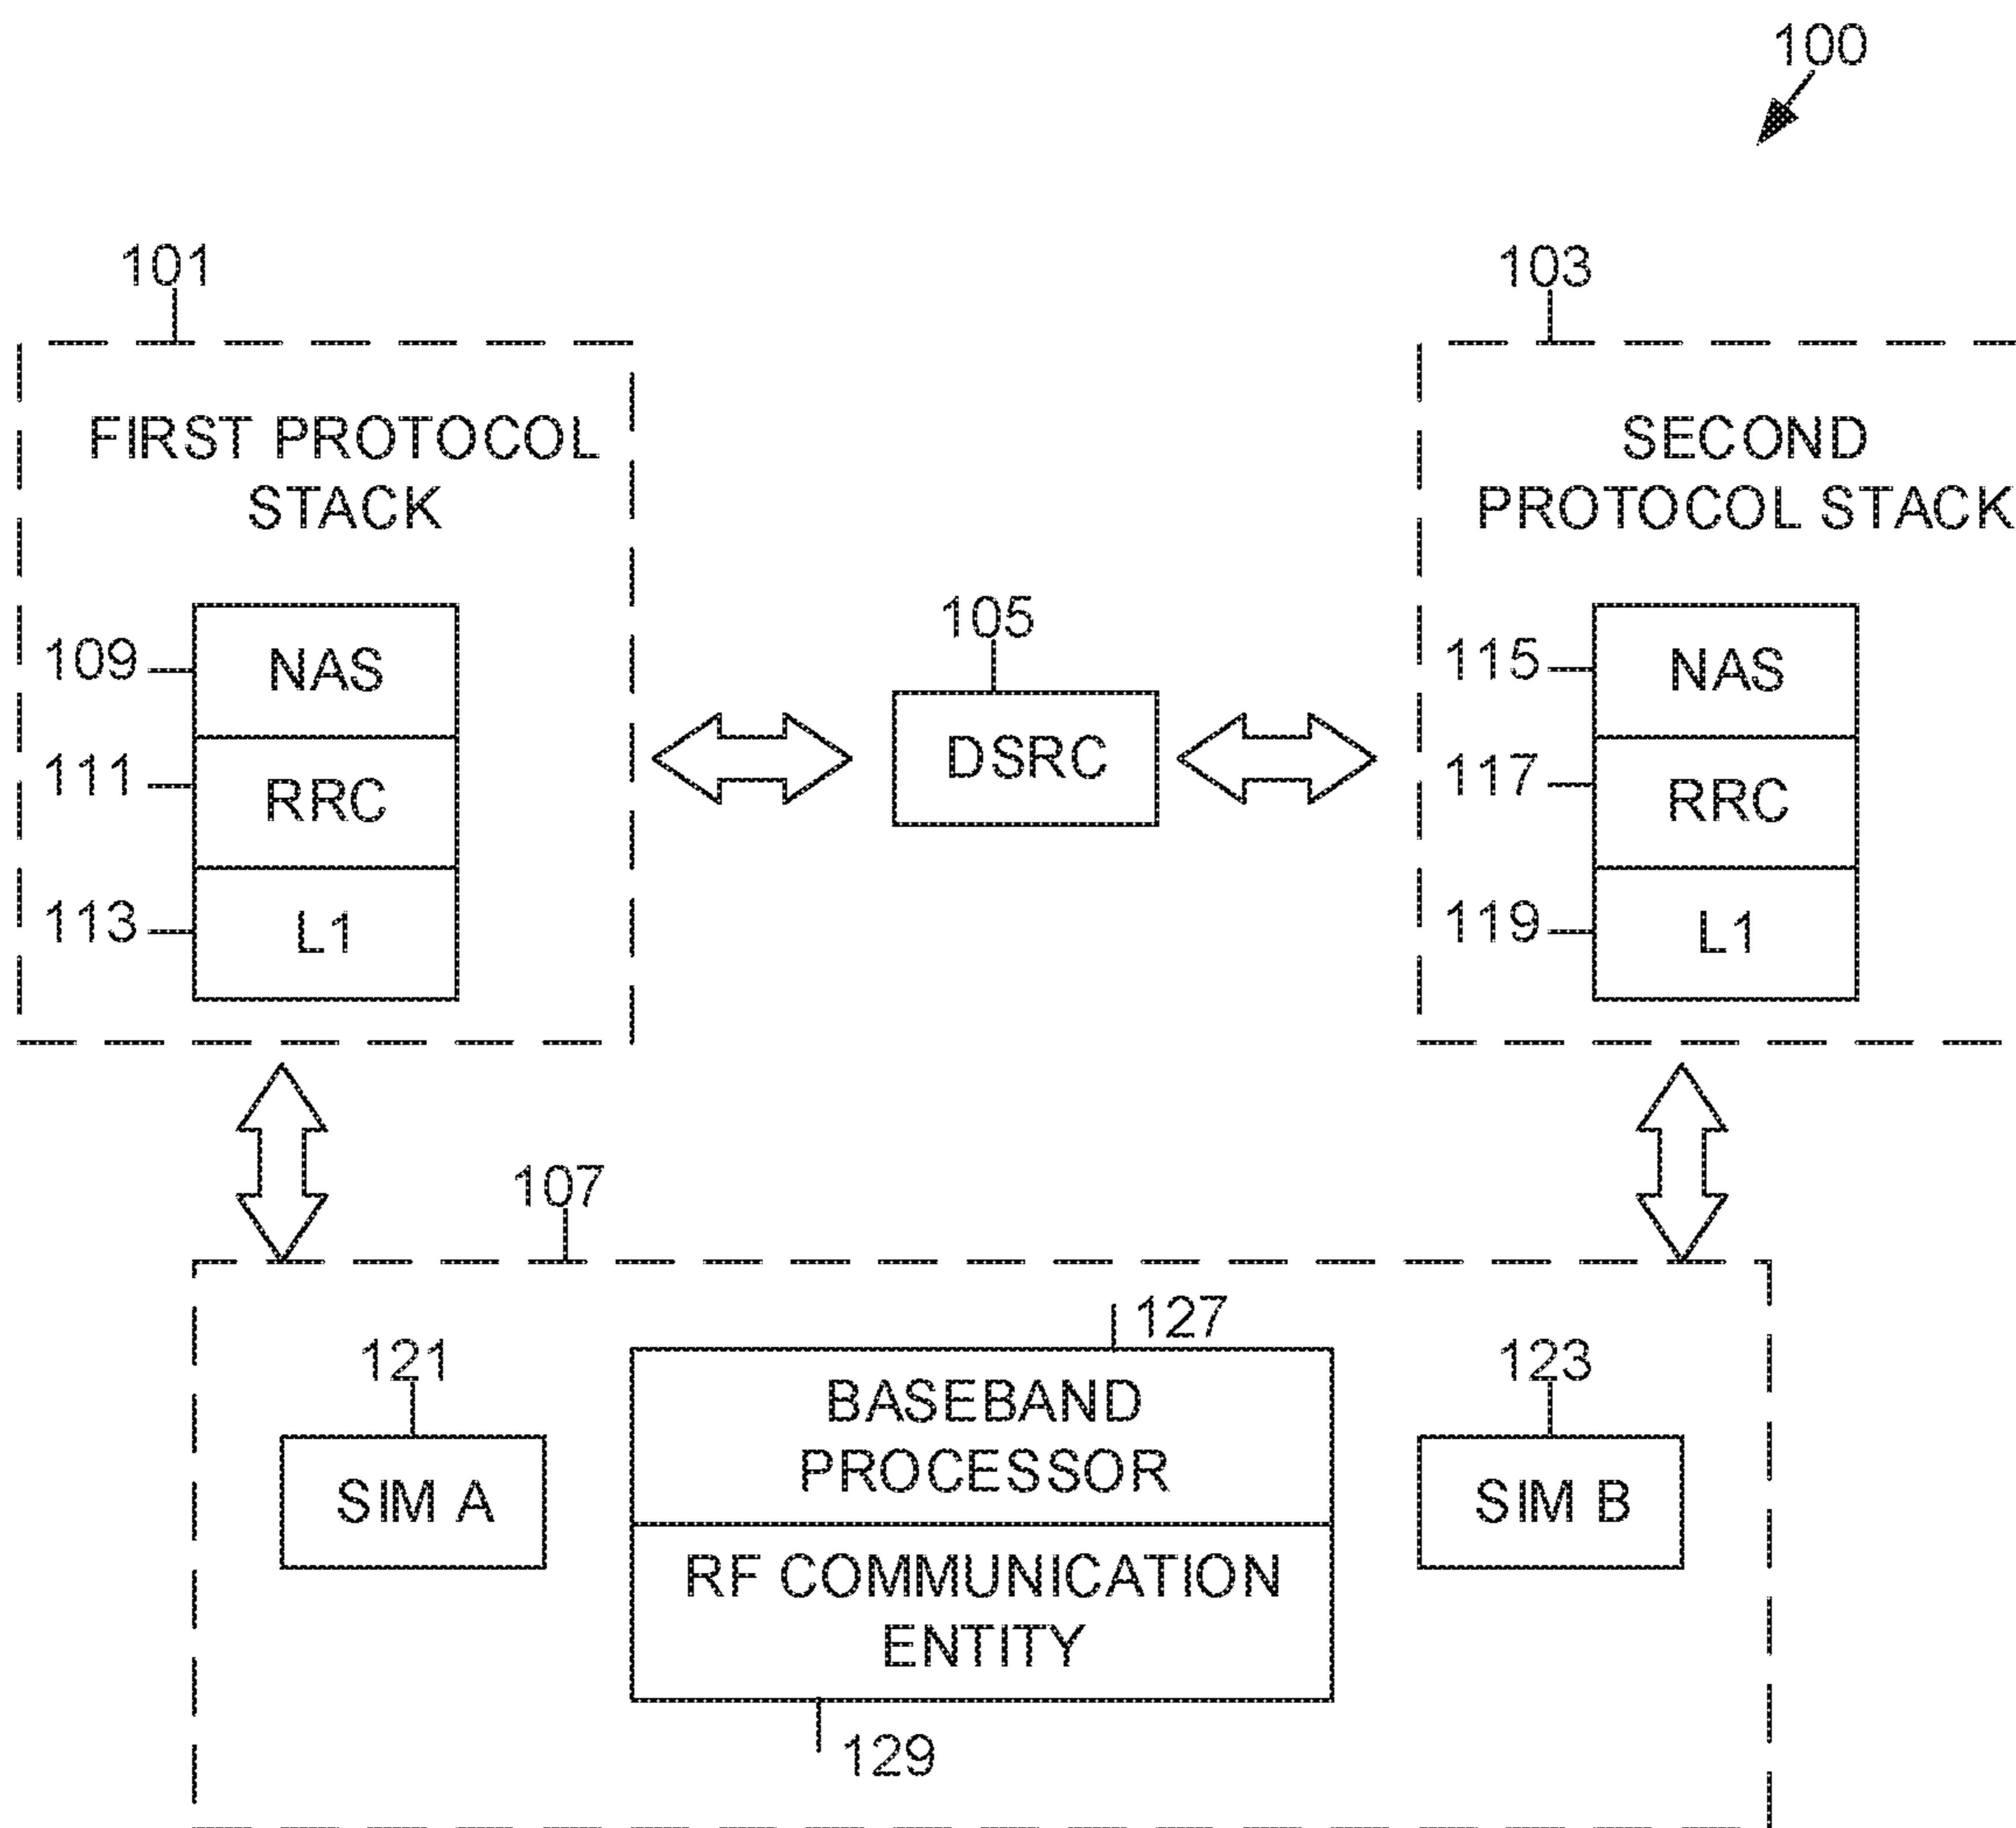 100
101
103
FIRST PROTOCOL
STACK
SECOND
PROTOCOL STACK
105
109
NAS
111
RRC
113
L1
DSRC
115
NAS
117
RRC
119
L1
107
127
121
123
BASEBAND
PROCESSOR
SIM A
SIM B
RF COMMUNICATION
ENTITY
129